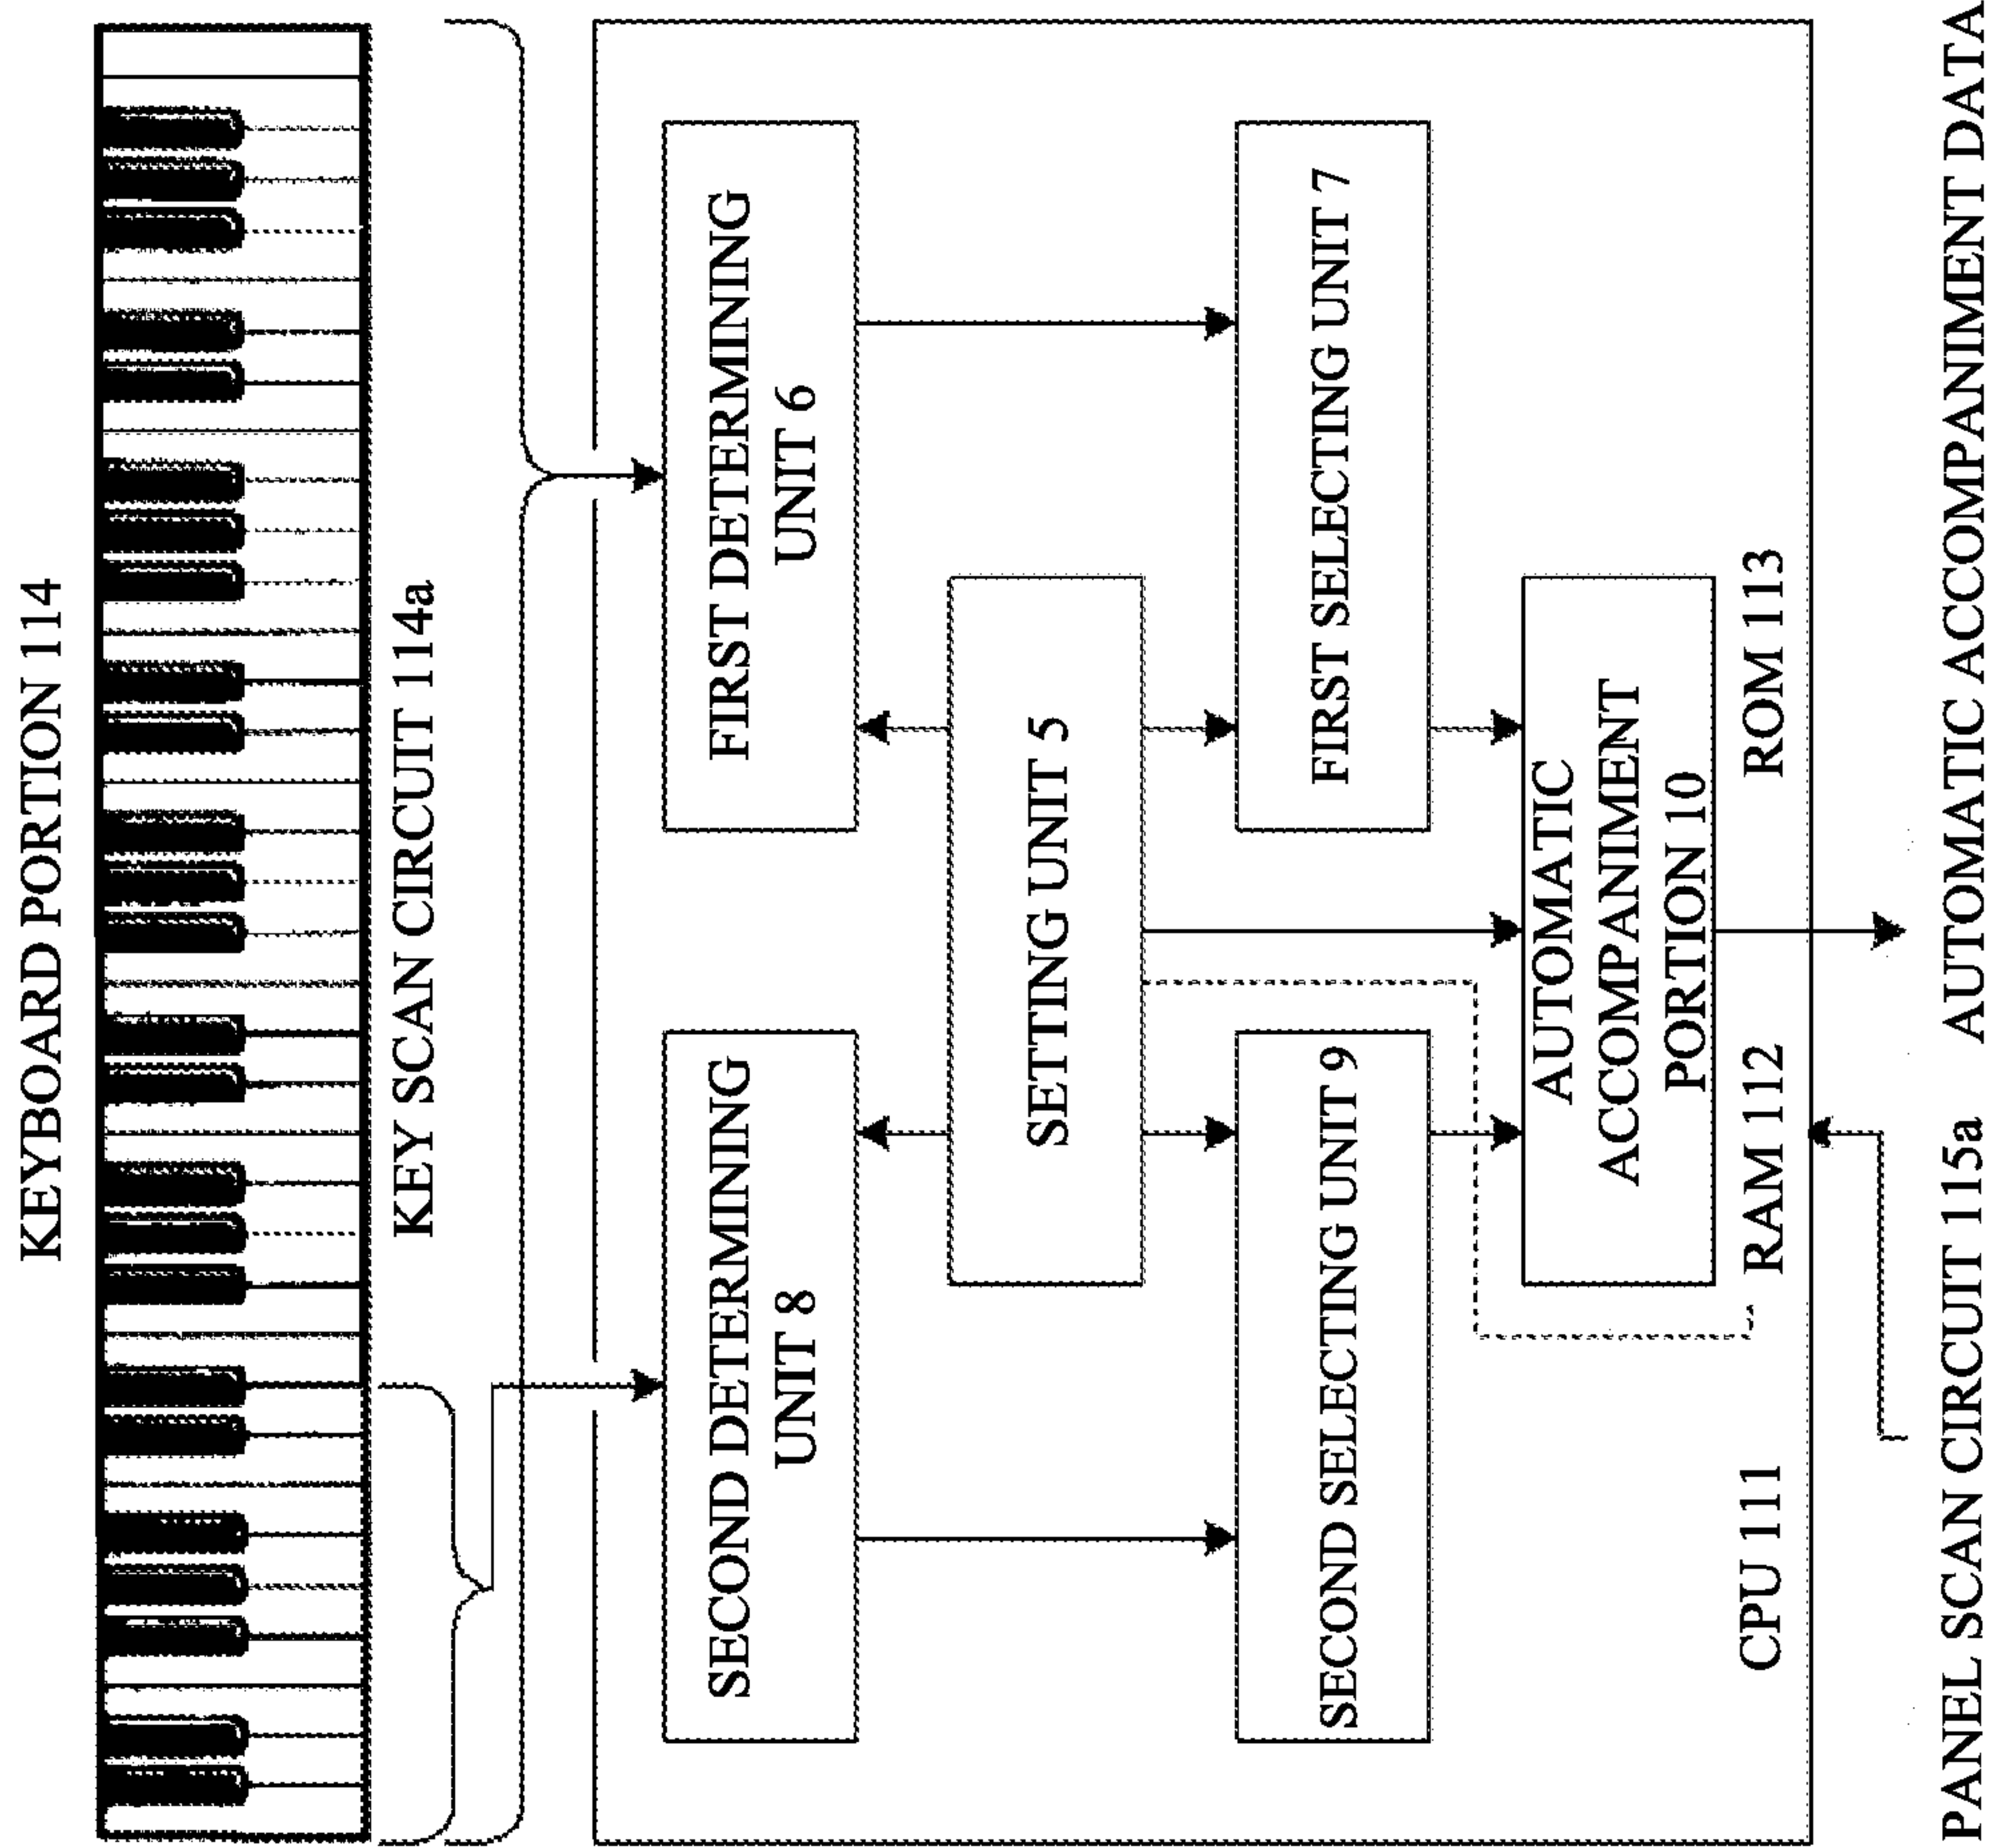 KEYBOARD PORTION 114
KEY SCAN CIRCUIT 114a
SECOND DETERMINING
UNIT 8
FIRST DETERMINING
UNIT 6
SETTING UNIT 5
SECOND SELECTING UNIT 9
FIRST SELECTING UNIT 7
AUTOMATIC
ACCOMPANIMENT
PORTION 10
CPU 111
RAM 112
ROM 113
PANEL SCAN CIRCUIT 115a
AUTOMATIC ACCOMPANIMENT DATA